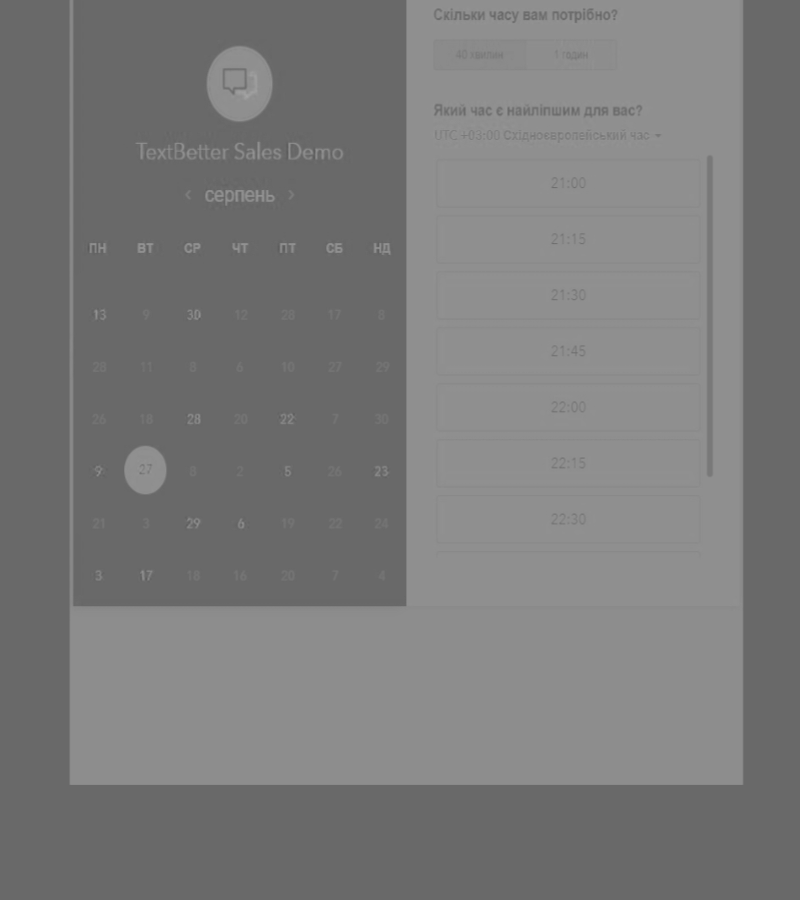 TextBetter Sales Demo
< серпень >
ПН ВТ СР ЧТ ПТ СБ НД
13 9 30 12 28 17 8
28 11 8 6 10 27 29
26 18 28 20 22 7 30
9 27 8 2 5 26 23
21 3 29 6 19 22 24
3 17 18 16 20 7 4
Скільки часу вам потрібно?
40 хвилин 1 годин
Який час є найліпшим для вас?
UTC +03:00 Східноєвропейський час
21:00
21:15
21:30
21:45
22:00
22:15
22:30